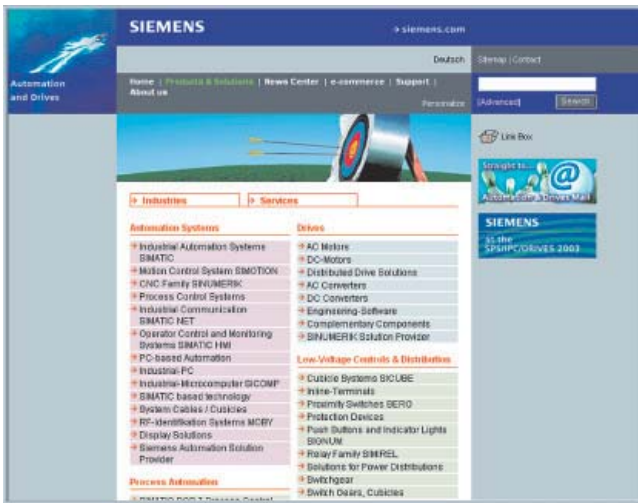 SIEMENS
→ siemens.com
Automation
and Drives
Deutsch
Sitemap | Contact
Home | Products & Solutions | News Center | e-commerce | Support |
About us
Personalize
[Advanced]
Search
Link Box
Straight to...
@
Automation & Drives Mail
SIEMENS
at the
SPS/IPC/DRIVES 2003
Industries
Services
Automation Systems
Industrial Automation Systems
SIMATIC
Motion Control System SIMOTION
CNC Family SINUMERIK
Process Control Systems
Industrial Communication
SIMATIC NET
Operator Control and Monitoring
Systems SIMATIC HMI
PC-based Automation
Industrial-PC
Industrial-Microcomputer SICOMP
SIMATIC based technology
System Cables / Cubicles
RF-Identifikation Systems MOBY
Display Solutions
Siemens Automation Solution
Provider
Process Automation
Drives
AC Motors
DC-Motors
Distributed Drive Solutions
AC Converters
DC Converters
Engineering-Software
Complementary Components
SINUMERIK Solution Provider
Low-Voltage Controls & Distribution
Cubicle Systems SICUBE
Inline-Terminals
Proximity Switches BERO
Protection Devices
Push Buttons and Indicator Lights
SIGNUM
Relay Family SIMIREL
Solutions for Power Distributions
Switchgear
Switch Gears, Cubicles